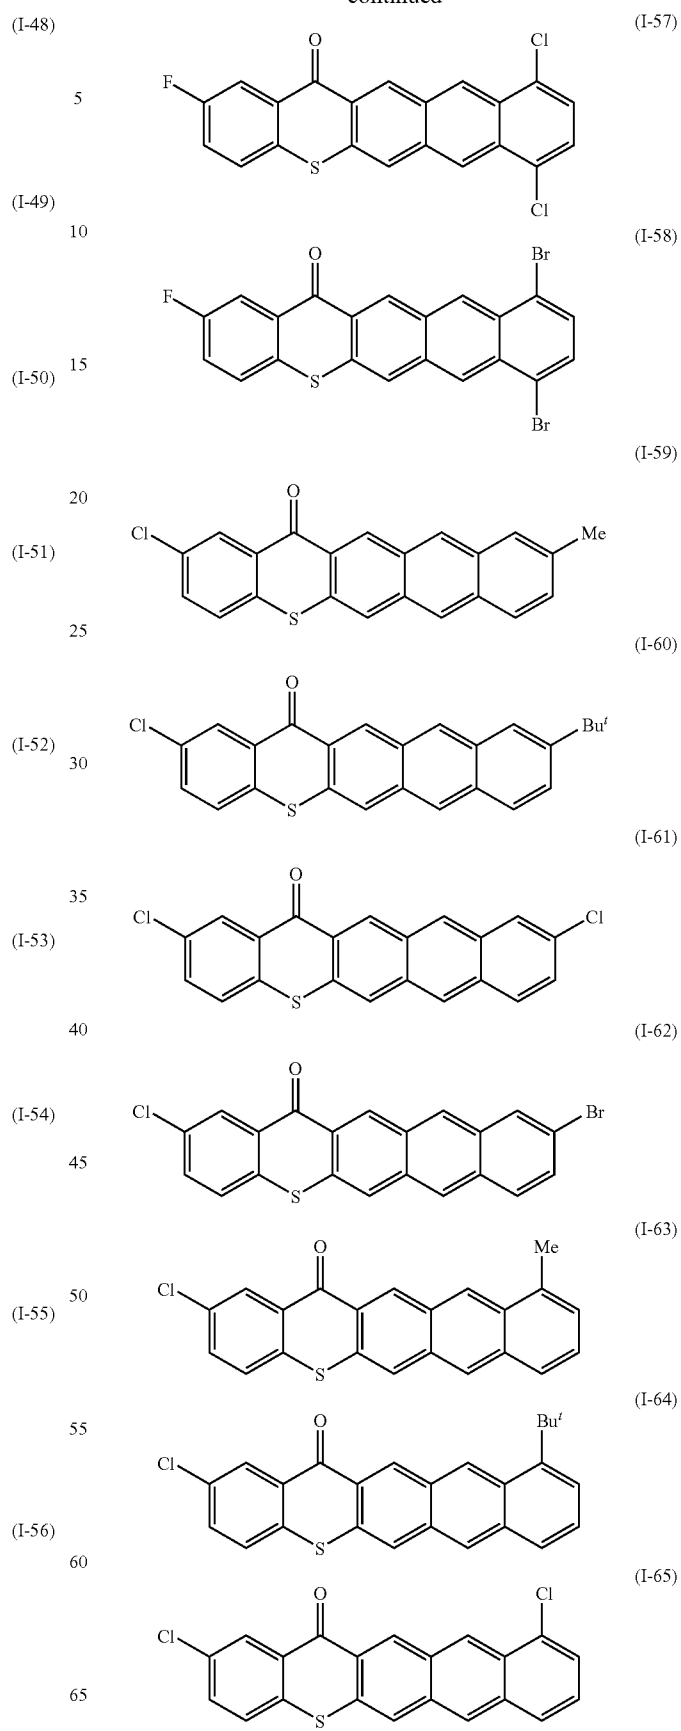 continued
(I-48)
(I-57)
O
Cl
F
5
S
Cl
(I-49)
10
(I-58)
O
Br
F
15
(I-50)
S
Br
(I-59)
20
O
Cl
Me
(I-51)
S
25
(I-60)
O
Cl
Buᵗ
(I-52)
30
S
(I-61)
35
O
Cl
Cl
(I-53)
S
40
(I-62)
O
(I-54)
Cl
Br
45
S
(I-63)
O
Me
Cl
50
(I-55)
S
(I-64)
O
Buᵗ
55
Cl
(I-56)
S
60
(I-65)
O
Cl
Cl
65
S